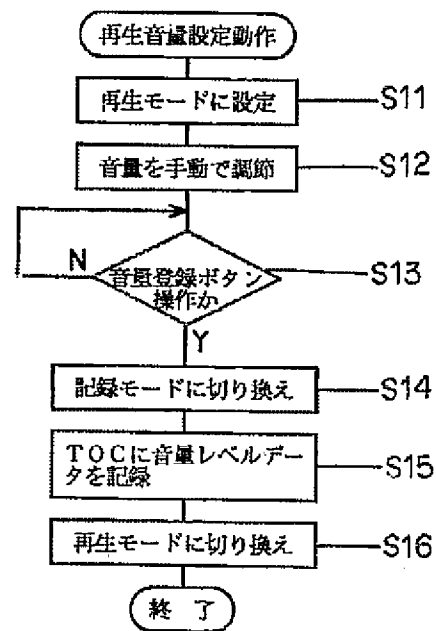 再生音量設定動作
再生モードに設定
S11
音量を手動で調節
S12
N
音量登録ボタン
操作か
S13
Y
記録モードに切り換え
S14
TOCに音量レベルデー
タを記録
S15
再生モードに切り換え
S16
終 了